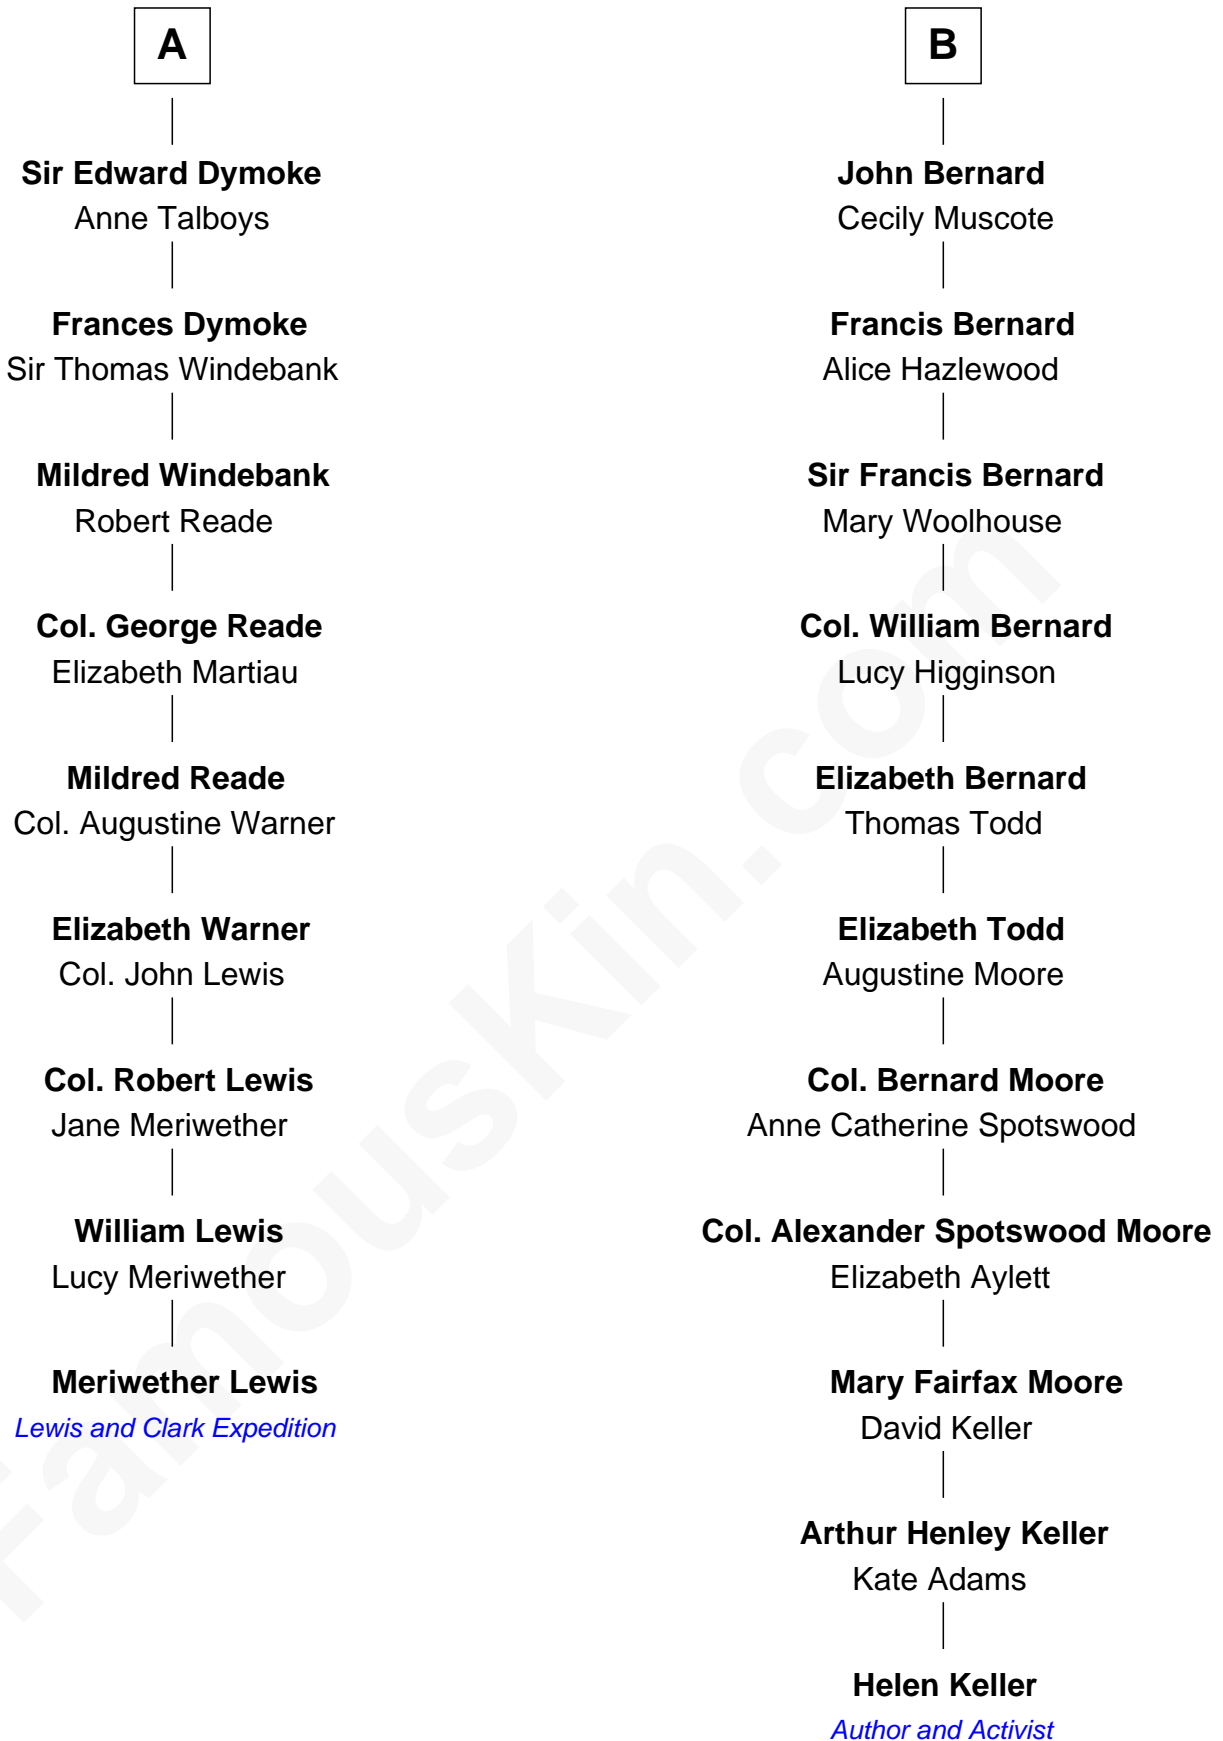 A
Sir Edward Dymoke
Anne Talboys
Frances Dymoke
Sir Thomas Windebank
Mildred Windebank
Robert Reade
Col. George Reade
Elizabeth Martiau
Mildred Reade
Col. Augustine Warner
Elizabeth Warner
Col. John Lewis
Col. Robert Lewis
Jane Meriwether
William Lewis
Lucy Meriwether
Meriwether Lewis
Lewis and Clark Expedition
B
John Bernard
Cecily Muscote
Francis Bernard
Alice Hazlewood
Sir Francis Bernard
Mary Woolhouse
Col. William Bernard
Lucy Higginson
Elizabeth Bernard
Thomas Todd
Elizabeth Todd
Augustine Moore
Col. Bernard Moore
Anne Catherine Spotswood
Col. Alexander Spotswood Moore
Elizabeth Aylett
Mary Fairfax Moore
David Keller
Arthur Henley Keller
Kate Adams
Helen Keller
Author and Activist
FamousKin.com